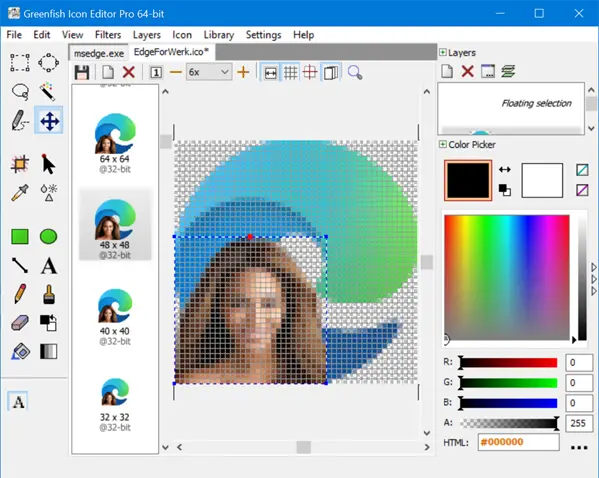 Greenfish Icon Editor Pro 64-bit
File Edit View Filters Layers Icon Library Settings Help
msedge.exe EdgeForWerk.ico*
1 6x
Layers
Floating selection
Color Picker
64 x 64
@32-bit
48 x 48
@32-bit
40 x 40
@32-bit
32 x 32
@32-bit
A
A
R: 0
G: 0
B: 0
A: 255
HTML: #000000